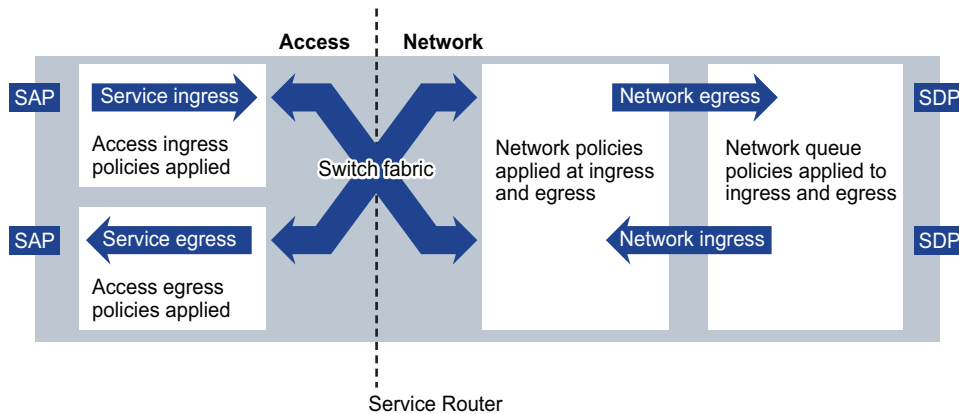 Access
Network
SAP
Service ingress
Access ingress
policies applied
SAP
Service egress
Access egress
policies applied
Switch fabric
Network policies
applied at ingress
and egress
Network egress
Network queue
policies applied to
ingress and egress
Network ingress
SDP
SDP
Service Router